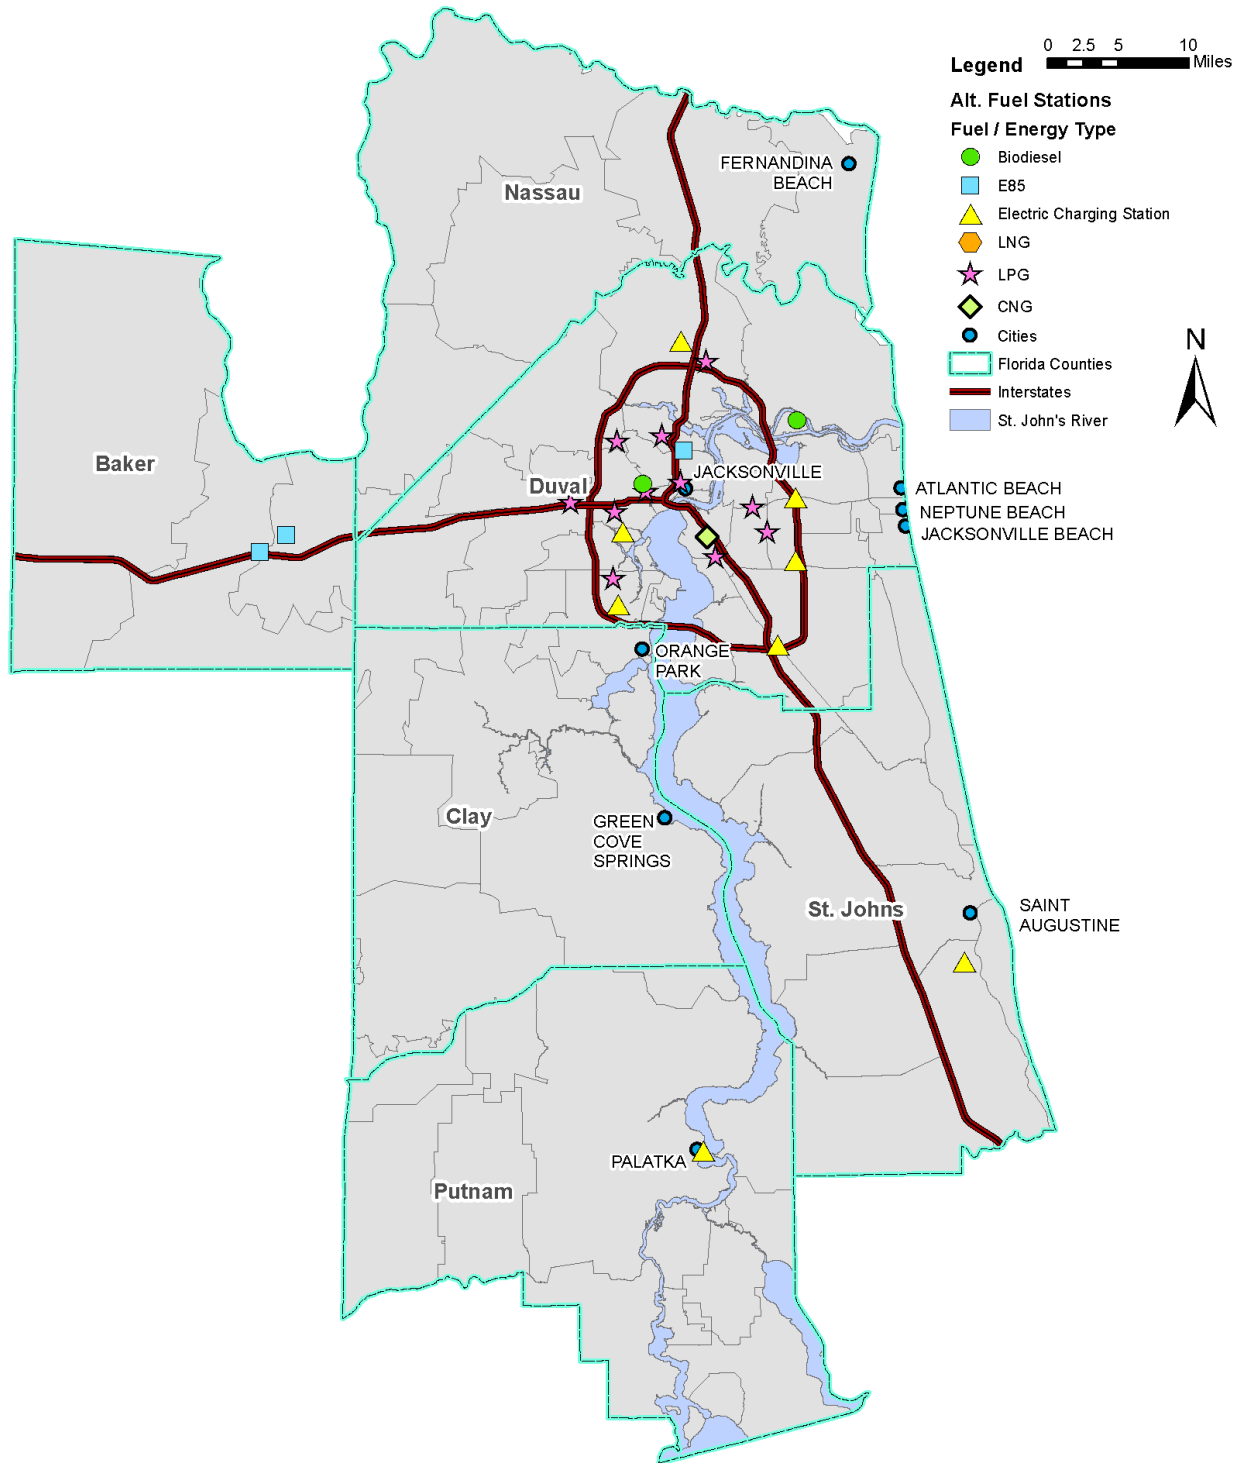 0 2.5 5 10
Miles
Legend
Alt. Fuel Stations
Fuel / Energy Type
Biodiesel
E85
Electric Charging Station
LNG
LPG
CNG
Cities
Florida Counties
Interstates
St. John's River
N
FERNANDINA
BEACH
Nassau
Baker
Duval
JACKSONVILLE
ATLANTIC BEACH
NEPTUNE BEACH
JACKSONVILLE BEACH
ORANGE
PARK
Clay
GREEN
COVE
SPRINGS
St. Johns
SAINT
AUGUSTINE
PALATKA
Putnam